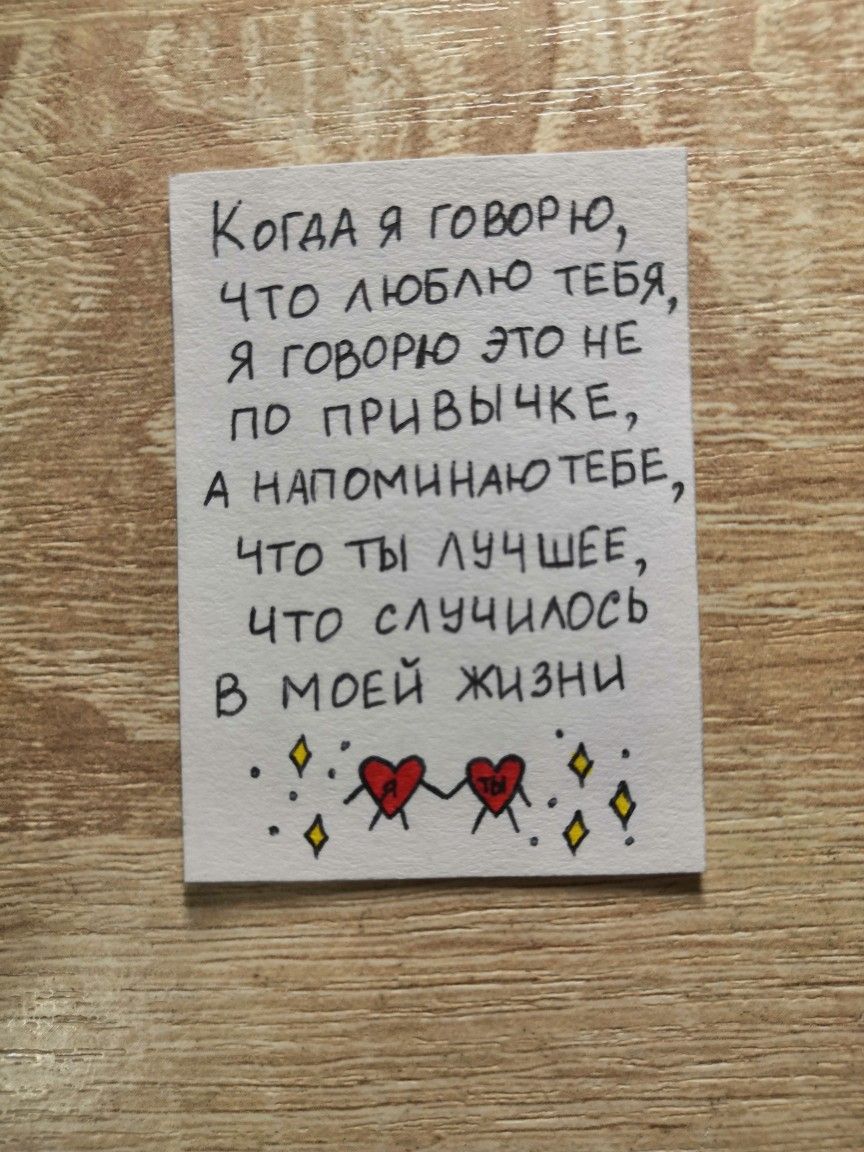 Когда я говорю,
что люблю тебя,
я говорю это не
по привычке,
а напоминаю тебе,
что ты лучшее,
что случилось
в моей жизни
я ты